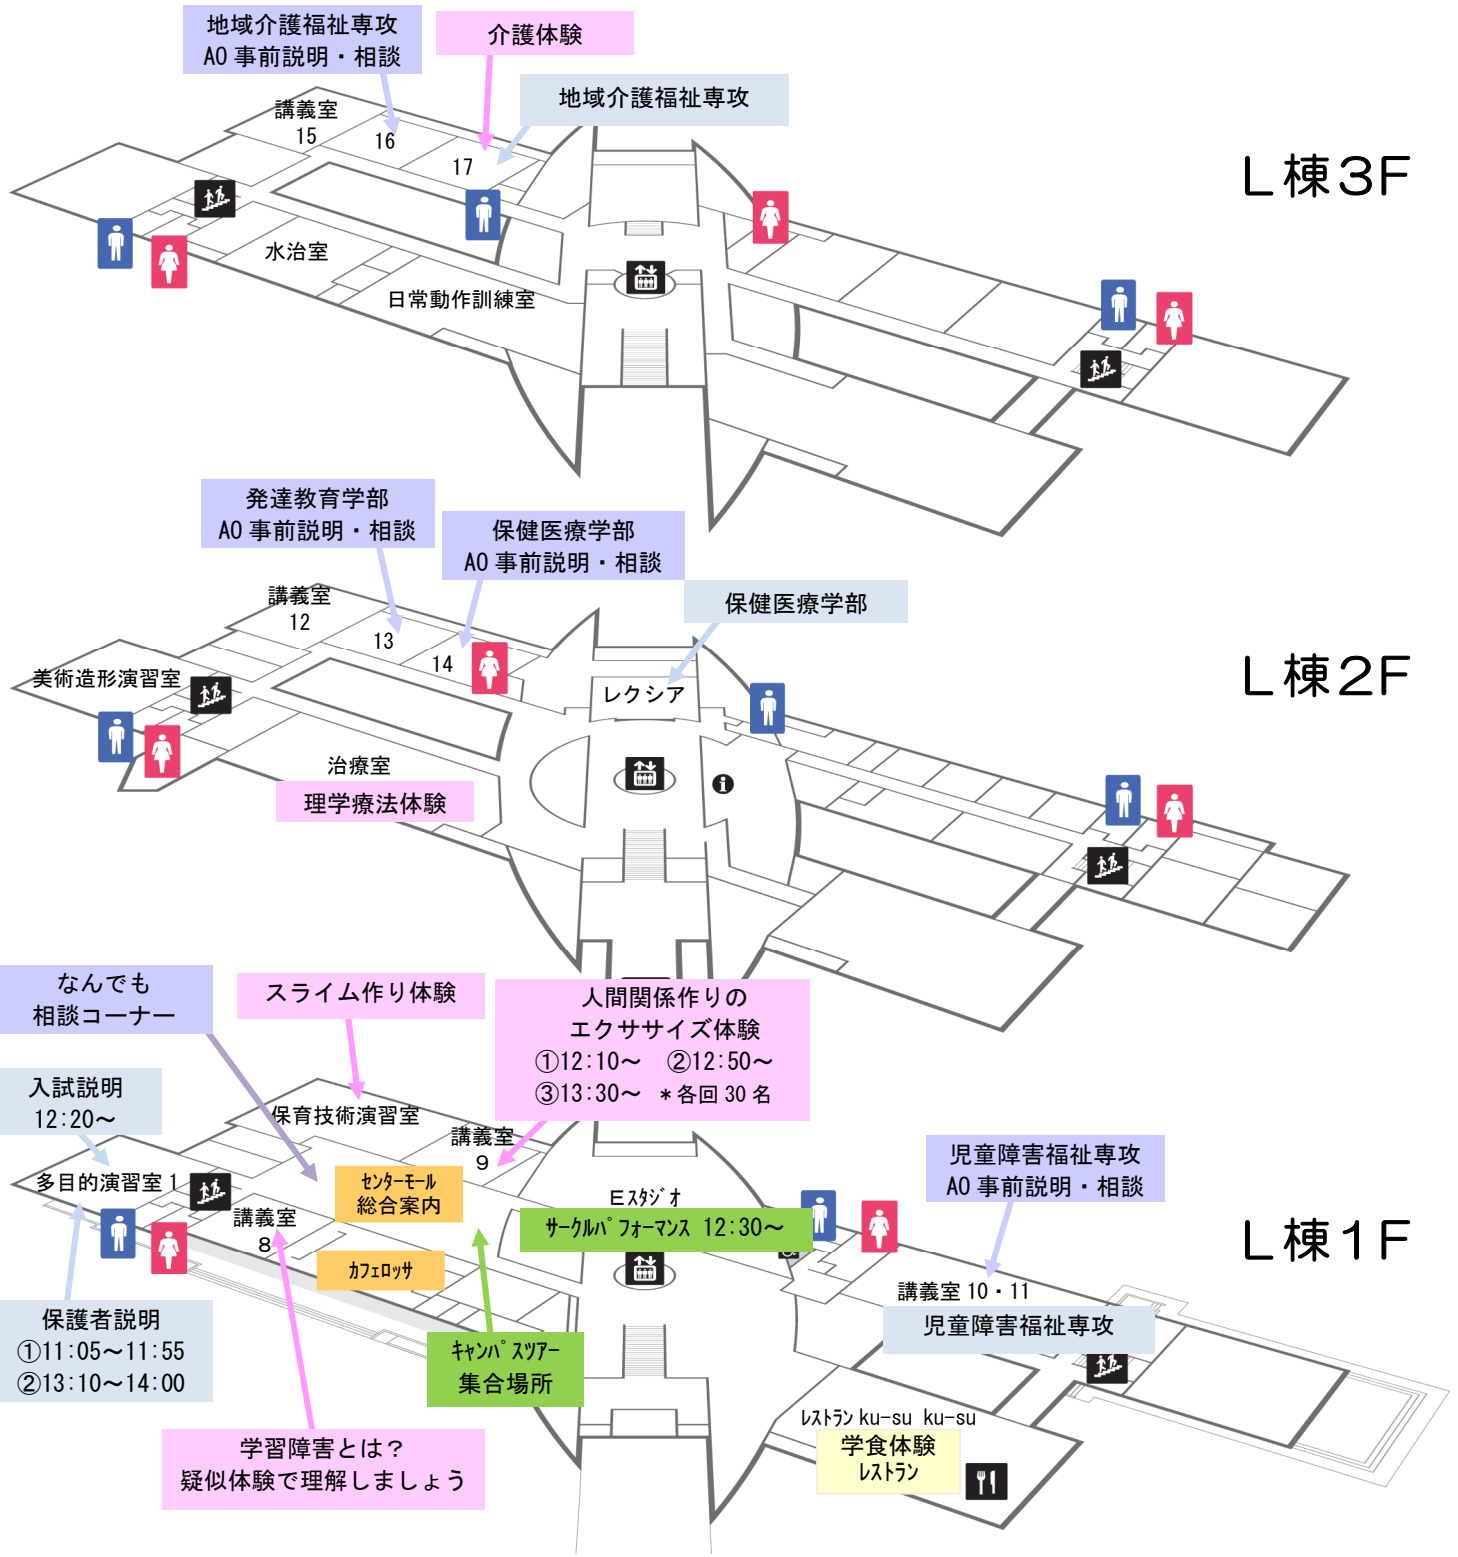 地域介護福祉専攻
AO事前説明・相談
介護体験
地域介護福祉専攻
講義室
15
16
17
水治室
日常動作訓練室
L棟3F
発達教育学部
AO事前説明・相談
保健医療学部
AO事前説明・相談
保健医療学部
講義室
12
13
14
美術造形演習室
レクシア
治療室
理学療法体験
L棟2F
なんでも
相談コーナー
スライム作り体験
人間関係作りの
エクササイズ体験
①12:10～ ②12:50～
③13:30～ *各回30名
入試説明
12:20～
保育技術演習室
講義室
9
多目的演習室1
センターモール
総合案内
講義室
8
カフェロッサ
Eスタジオ
サークルパフォーマンス 12:30～
児童障害福祉専攻
AO事前説明・相談
L棟1F
講義室10・11
児童障害福祉専攻
保護者説明
①11:05～11:55
②13:10～14:00
キャンパスツアー
集合場所
学習障害とは？
疑似体験で理解しましょう
レストラン ku-su ku-su
学食体験
レストラン